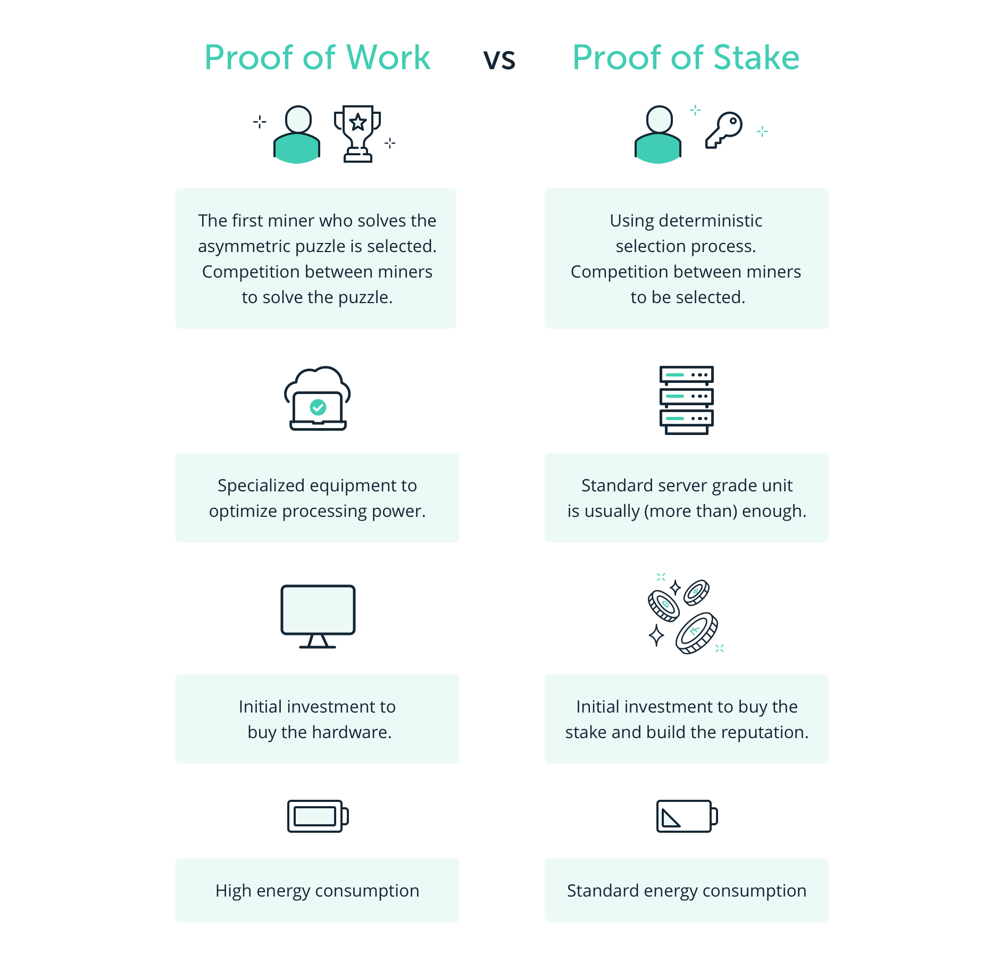 Proof of Work vs Proof of Stake
The first miner who solves the
asymmetric puzzle is selected.
Competition between miners
to solve the puzzle.
Using deterministic
selection process.
Competition between miners
to be selected.
Specialized equipment to
optimize processing power.
Standard server grade unit
is usually (more than) enough.
Initial investment to
buy the hardware.
Initial investment to buy the
stake and build the reputation.
High energy consumption
Standard energy consumption